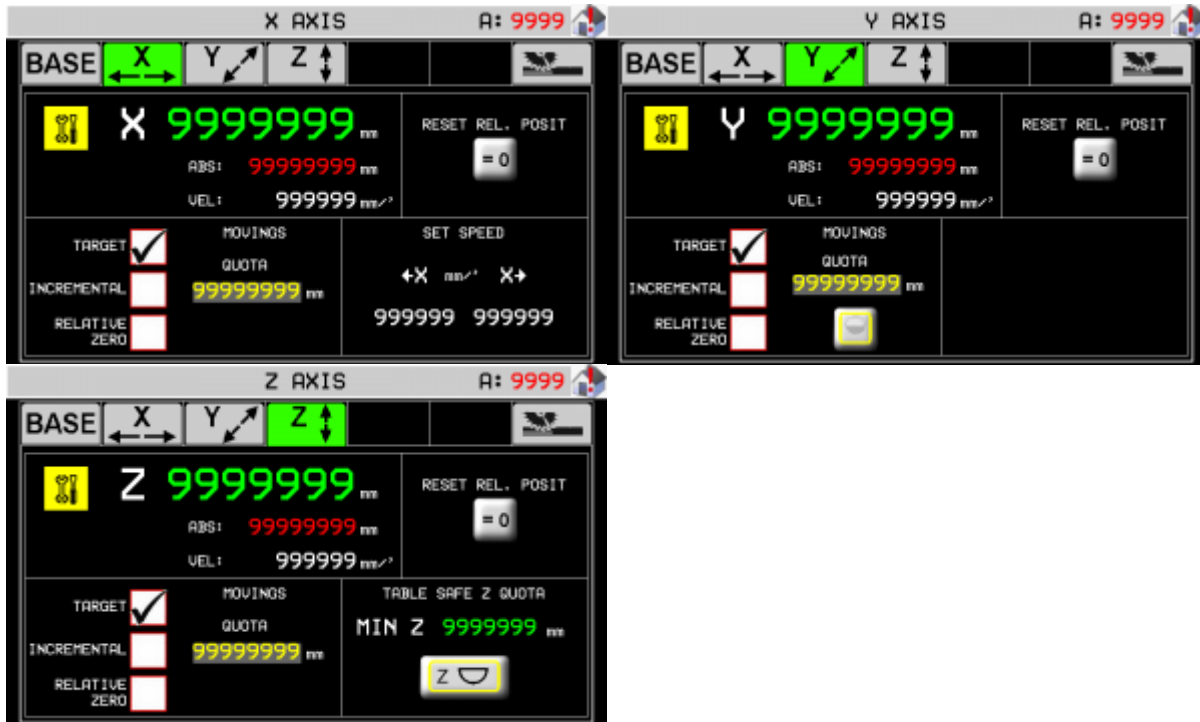 X AXIS A: 9999
BASE X Y Z
X 9999999 mm RESET REL. POSIT
= 0
ABS: 99999999 mm
VEL: 999999 mm/'
TARGET MOVINGS SET SPEED
QUOTA
INCREMENTAL 99999999 mm
X mm/' X
RELATIVE ZERO
999999 999999
Y AXIS A: 9999
BASE X Y Z
Y 9999999 mm RESET REL. POSIT
= 0
ABS: 99999999 mm
VEL: 999999 mm/'
TARGET MOVINGS
QUOTA
INCREMENTAL 99999999 mm
RELATIVE ZERO
Z AXIS A: 9999
BASE X Y Z
Z 9999999 mm RESET REL. POSIT
= 0
ABS: 99999999 mm
VEL: 999999 mm/'
TARGET MOVINGS TABLE SAFE Z QUOTA
QUOTA MIN Z 9999999 mm
INCREMENTAL 99999999 mm
Z
RELATIVE ZERO